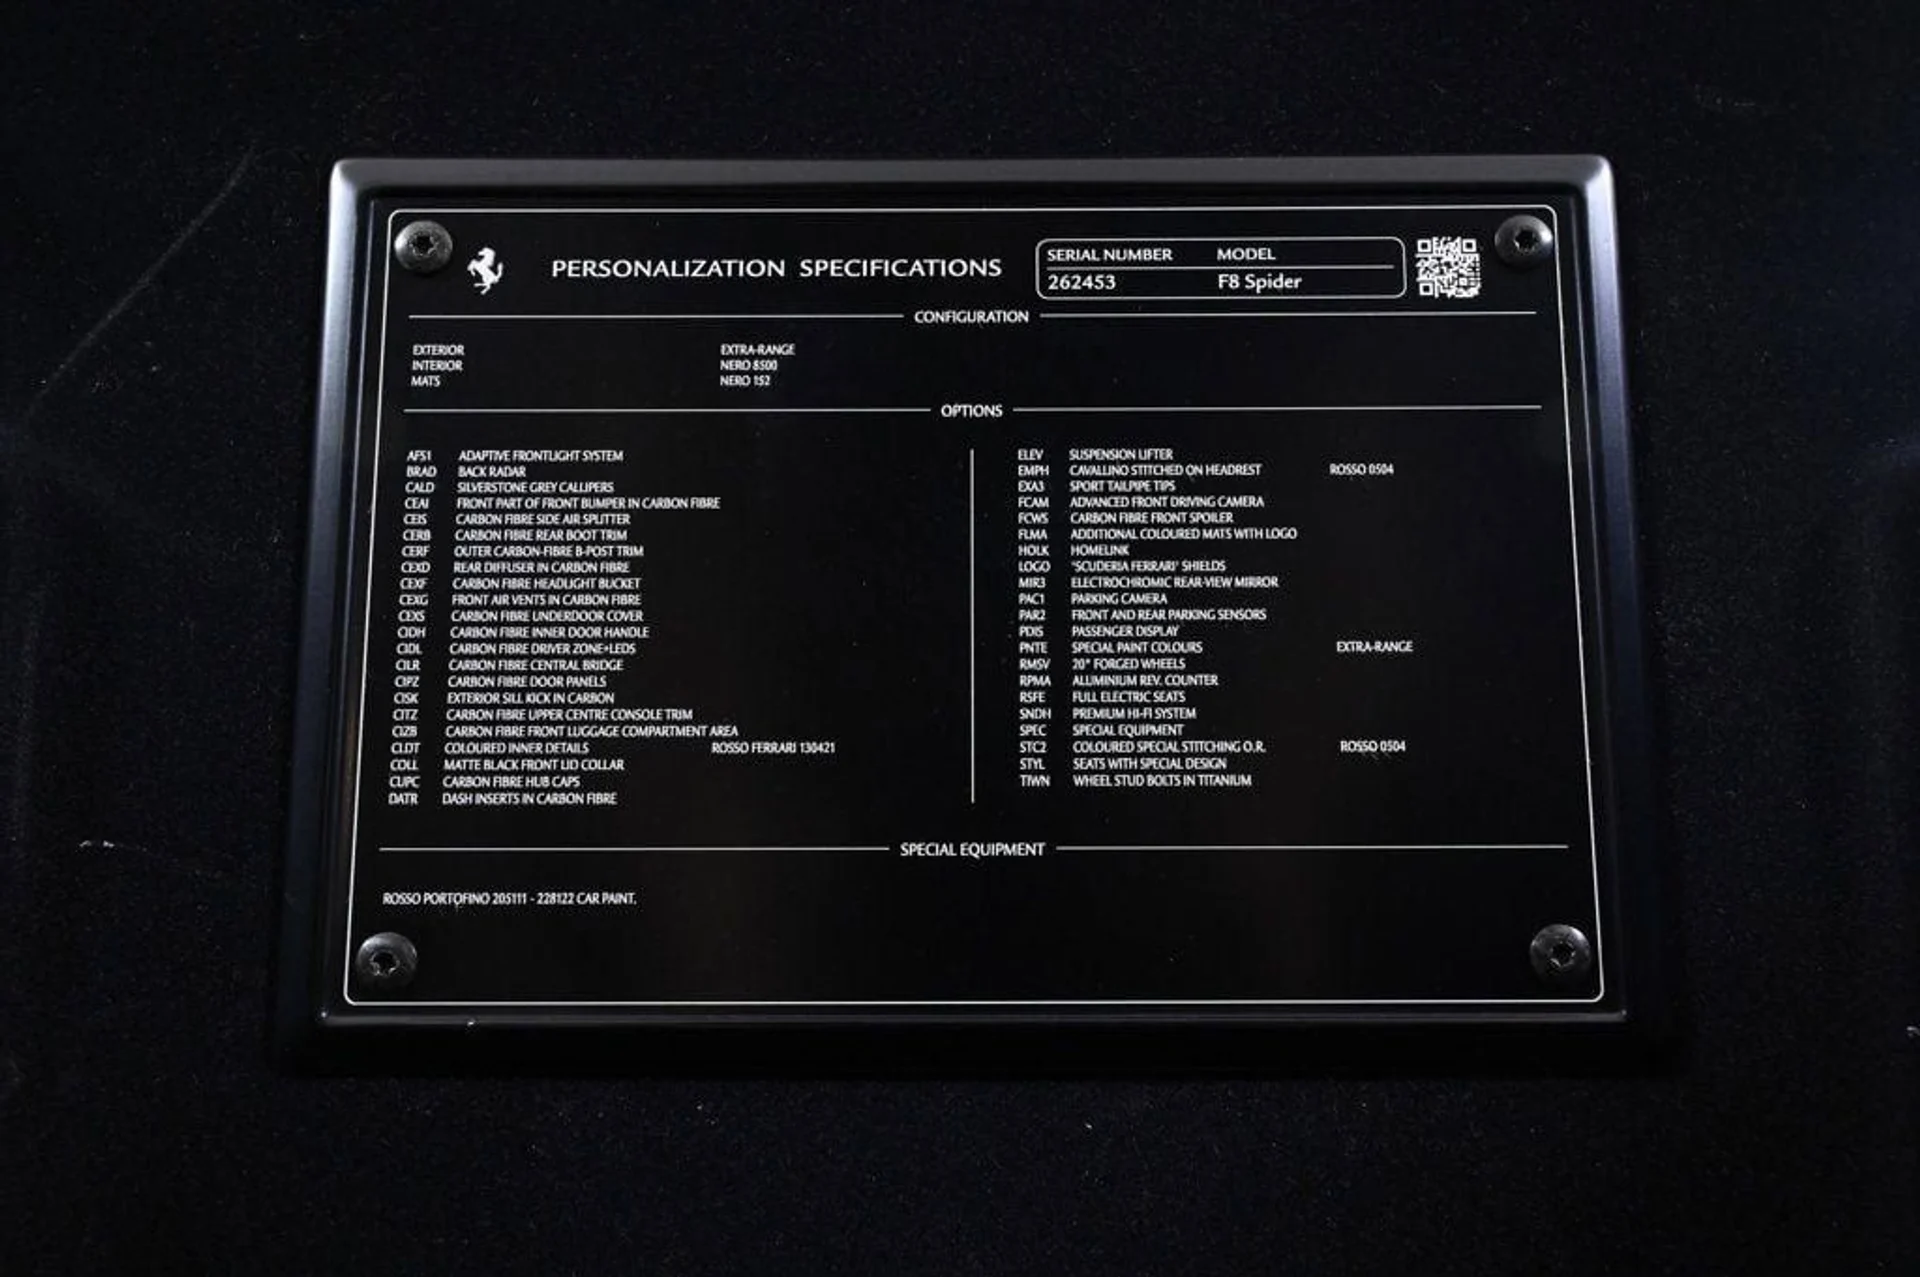 PERSONALIZATION SPECIFICATIONS
SERIAL NUMBER MODEL
262453 F8 Spider
CONFIGURATION
EXTERIOR EXTRA-RANGE
INTERIOR NERO 8500
MATS NERO 152
OPTIONS
AFS1 ADAPTIVE FRONTLIGHT SYSTEM
BRAD BACK RADAR
CALD SILVERSTONE GREY CALLIPERS
CEAI FRONT PART OF FRONT BUMPER IN CARBON FIBRE
CEIS CARBON FIBRE SIDE AIR SPLITTER
CERB CARBON FIBRE REAR BOOT TRIM
CERF OUTER CARBON-FIBRE B-POST TRIM
CEXD REAR DIFFUSER IN CARBON FIBRE
CEXF CARBON FIBRE HEADLIGHT BUCKET
CEXG FRONT AIR VENTS IN CARBON FIBRE
CEXS CARBON FIBRE UNDERDOOR COVER
CIDH CARBON FIBRE INNER DOOR HANDLE
CIDL CARBON FIBRE DRIVER ZONE+LEDS
CILR CARBON FIBRE CENTRAL BRIDGE
CIPZ CARBON FIBRE DOOR PANELS
CISK EXTERIOR SILL KICK IN CARBON
CITZ CARBON FIBRE UPPER CENTRE CONSOLE TRIM
CIZB CARBON FIBRE FRONT LUGGAGE COMPARTMENT AREA
CLDT COLOURED INNER DETAILS ROSSO FERRARI 130421
COLL MATTE BLACK FRONT LID COLLAR
CUPC CARBON FIBRE HUB CAPS
DATR DASH INSERTS IN CARBON FIBRE
ELEV SUSPENSION LIFTER
EMPH CAVALLINO STITCHED ON HEADREST ROSSO 0504
EXA3 SPORT TAILPIPE TIPS
FCAM ADVANCED FRONT DRIVING CAMERA
FCWS CARBON FIBRE FRONT SPOILER
FLMA ADDITIONAL COLOURED MATS WITH LOGO
HOLK HOMELINK
LOGO "SCUDERIA FERRARI" SHIELDS
MIR3 ELECTROCHROMIC REAR-VIEW MIRROR
PAC1 PARKING CAMERA
PAR2 FRONT AND REAR PARKING SENSORS
PDIS PASSENGER DISPLAY
PNTE SPECIAL PAINT COLOURS EXTRA-RANGE
RMSV 20" FORGED WHEELS
RPMA ALUMINIUM REV. COUNTER
RSFE FULL ELECTRIC SEATS
SNDH PREMIUM HI-FI SYSTEM
SPEC SPECIAL EQUIPMENT
STC2 COLOURED SPECIAL STITCHING O.R. ROSSO 0504
STYL SEATS WITH SPECIAL DESIGN
TIWN WHEEL STUD BOLTS IN TITANIUM
SPECIAL EQUIPMENT
ROSSO PORTOFINO 205111 - 228122 CAR PAINT.